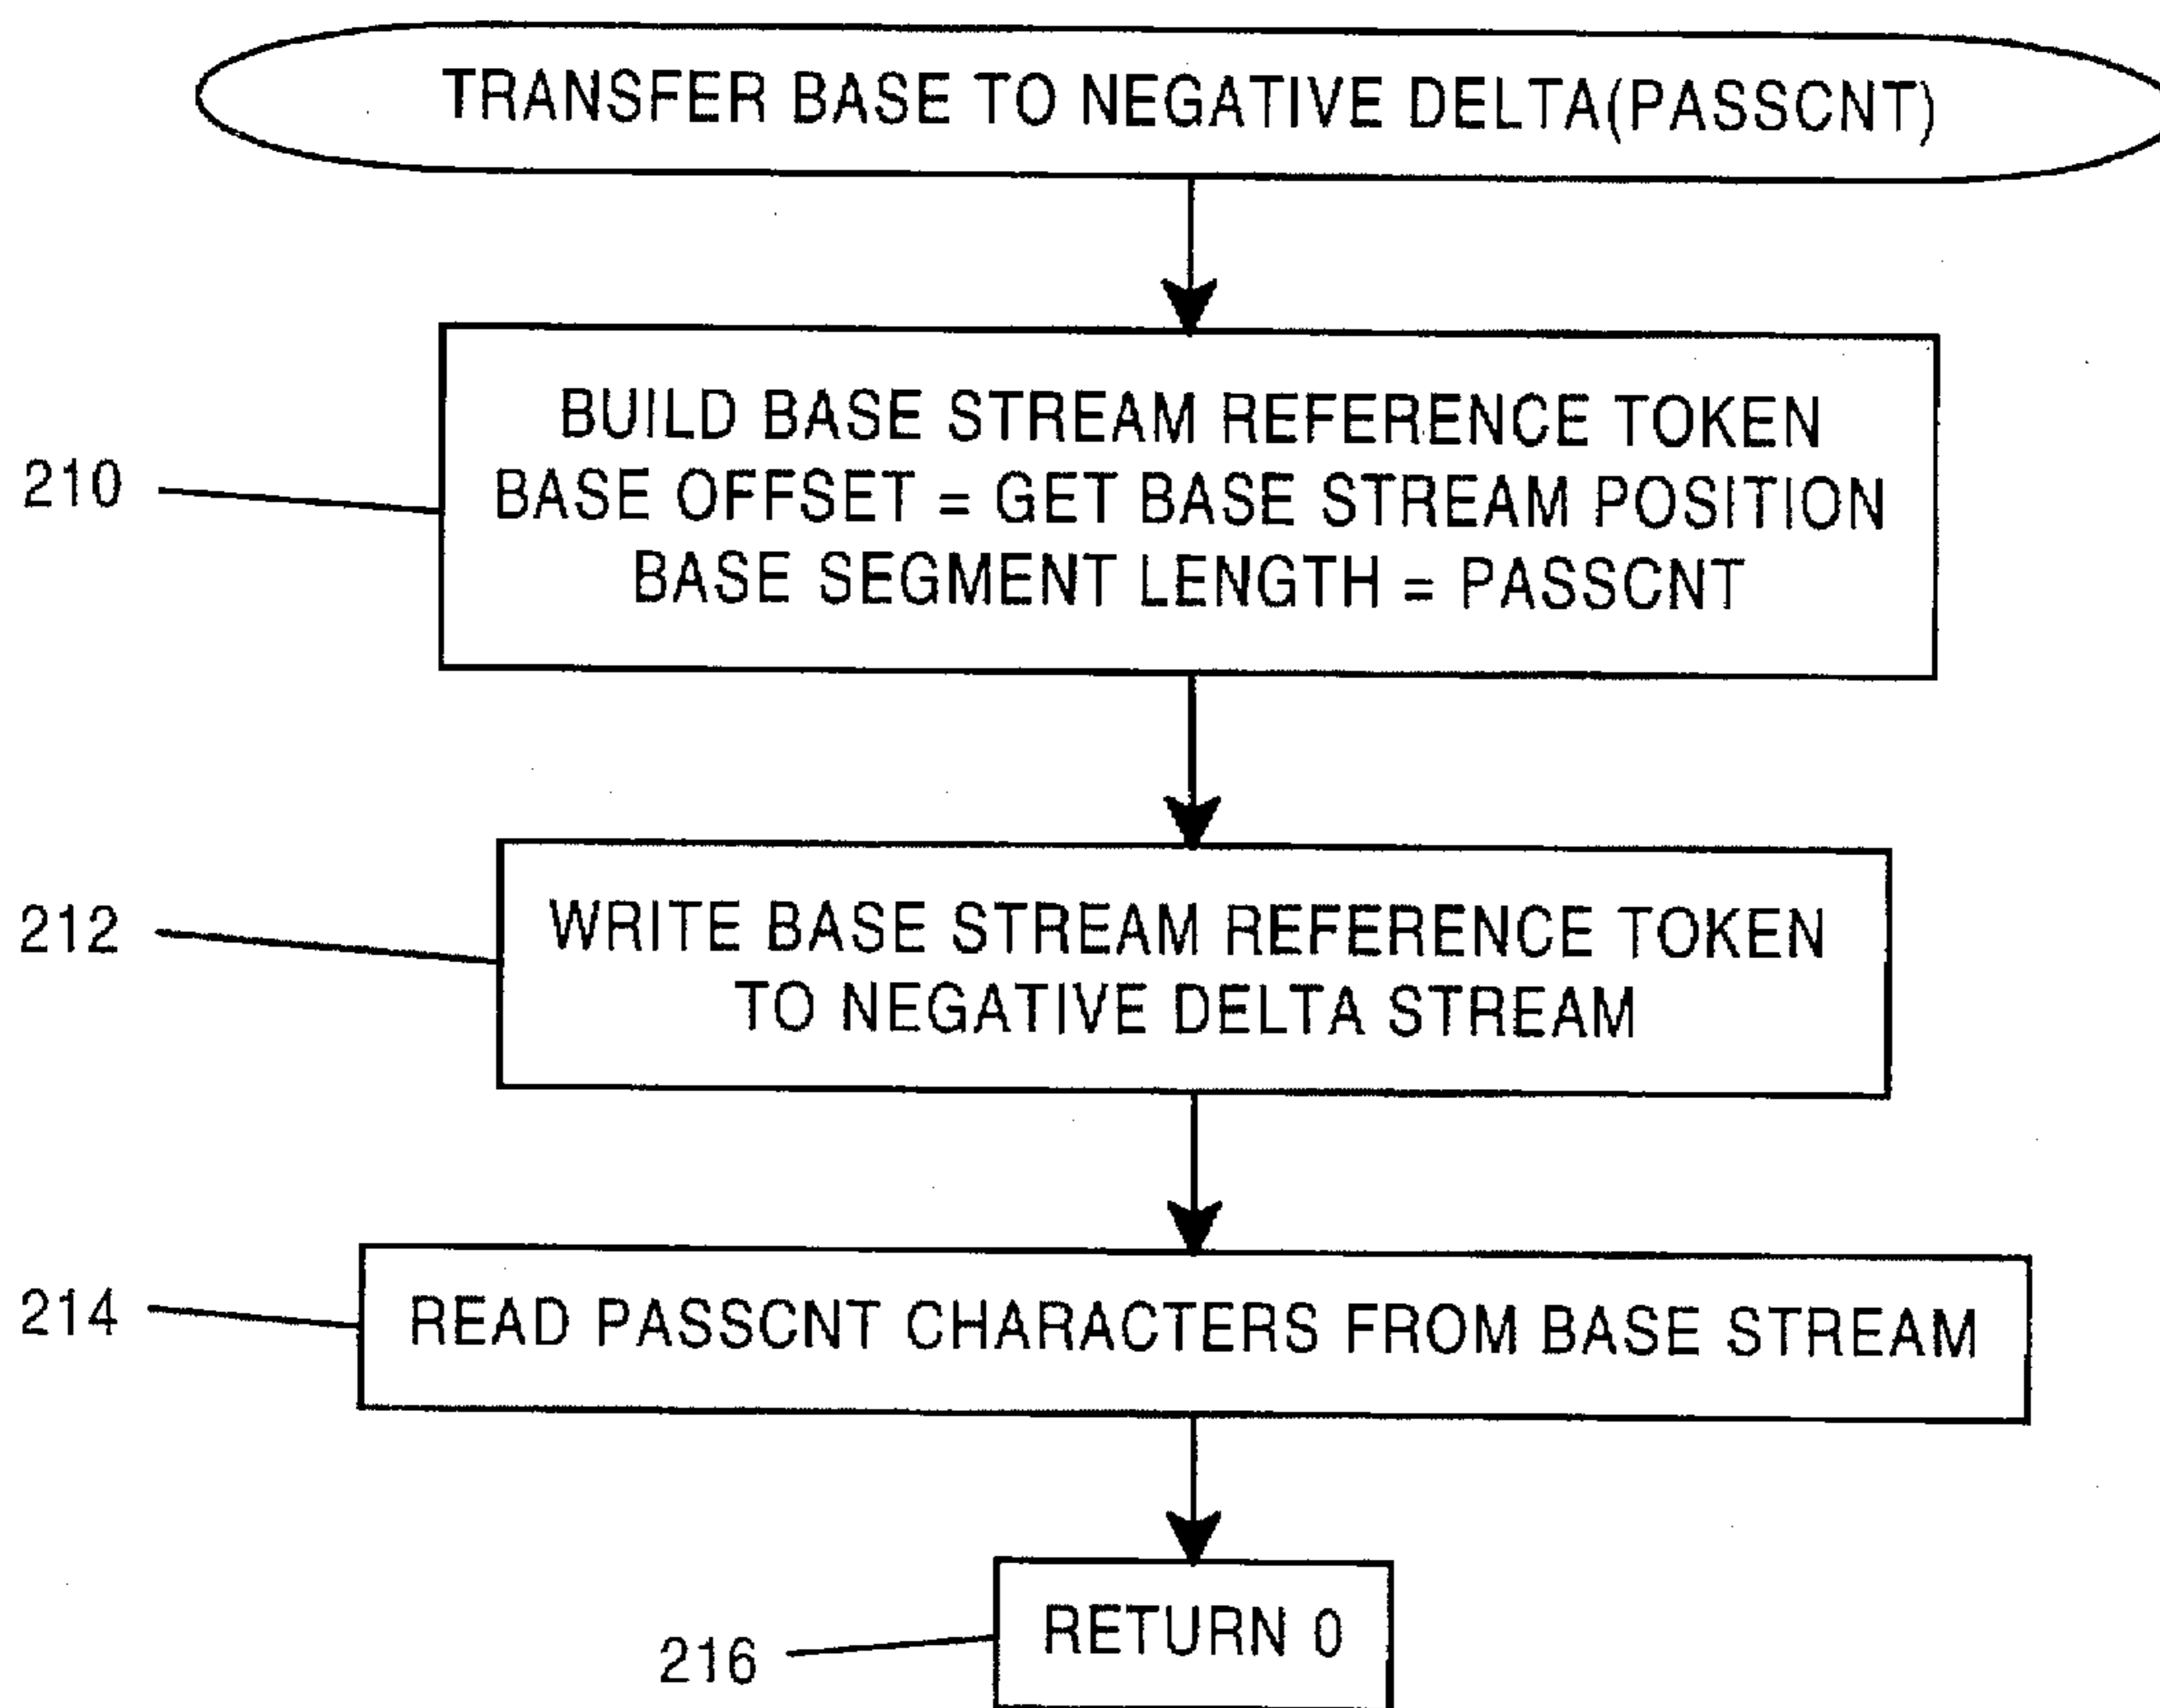 TRANSFER BASE TO NEGATIVE DELTA(PASSCNT)
BUILD BASE STREAM REFERENCE TOKEN
210
BASE OFFSET = GET BASE STREAM POSITION
BASE SEGMENT LENGTH = PASSCNT
212
WRITE BASE STREAM REFERENCE TOKEN
TO NEGATIVE DELTA STREAM
214
READ PASSCNT CHARACTERS FROM BASE STREAM
216
RETURN 0